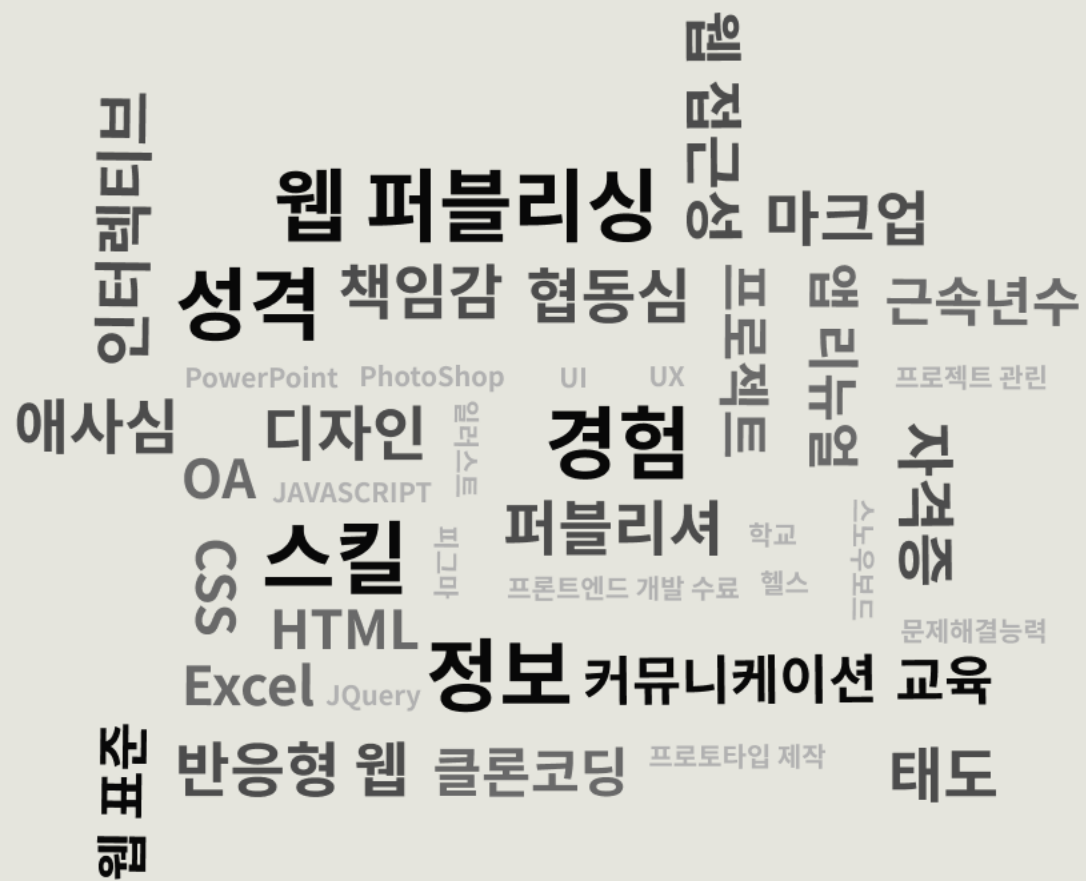 웹 접근성
인터랙티브
웹 퍼블리싱
마크업
성격
책임감
협동심
프로젝트
앱 리뉴얼
근속년수
PowerPoint
PhotoShop
UI
UX
프로젝트 관린
애사심
디자인
일러스트
경험
자격증
OA
JAVASCRIPT
스킬
피그마
퍼블리셔
학교
스노우보드
CSS
프론트엔드 개발 수료
헬스
HTML
문제해결능력
Excel
JQuery
정보
커뮤니케이션
교육
웹 표준
반응형 웹
클론코딩
프로토타입 제작
태도